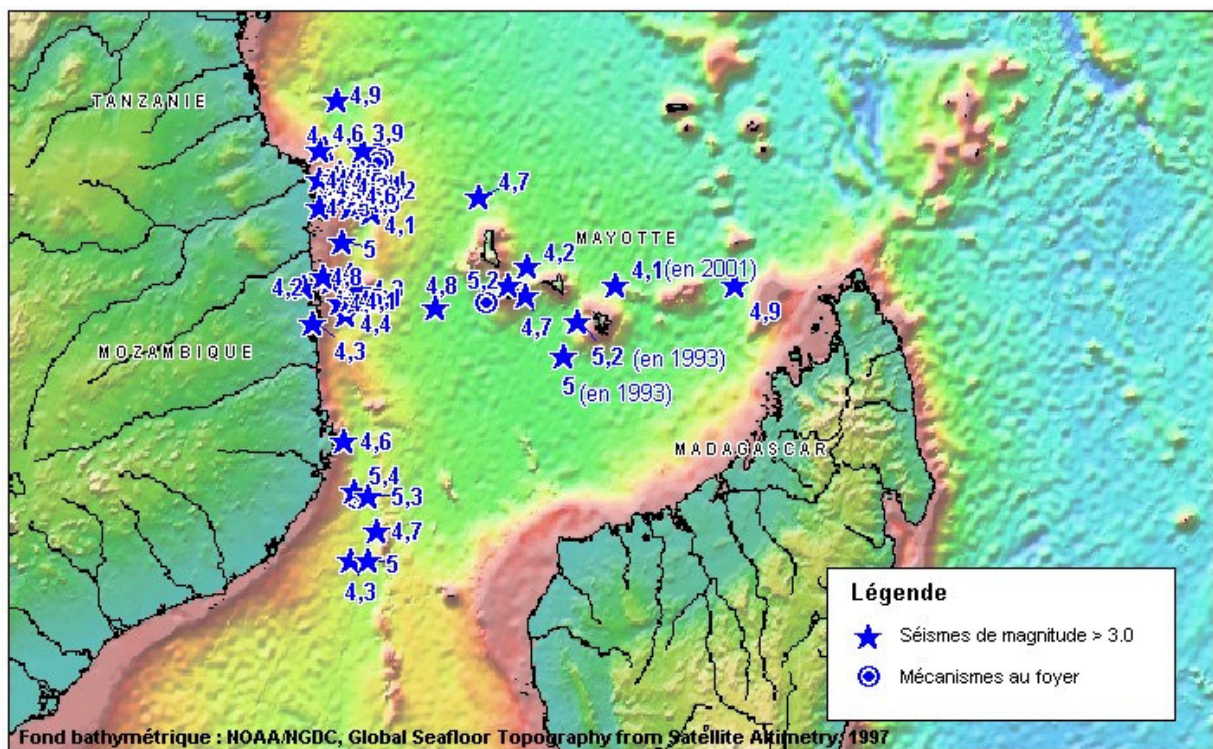 4,9
TANZANIE
4,6 3,9
4,7
4,1
MAYOTTE
5
4,2
4,1 (en 2001)
4,8
5,2
4,2
4,8
4,9
4,4
4,7
MOZAMBIQUE
4,3
5,2 (en 1993)
5 (en 1993)
4,6
MADAGASCAR
5,4
5,3
4,7
5
4,3
Légende
Séismes de magnitude > 3.0
Mécanismes au foyer
Fond bathymétrique : NOAA/NGDC, Global Seafloor Topography from Satellite Altimetry, 1997